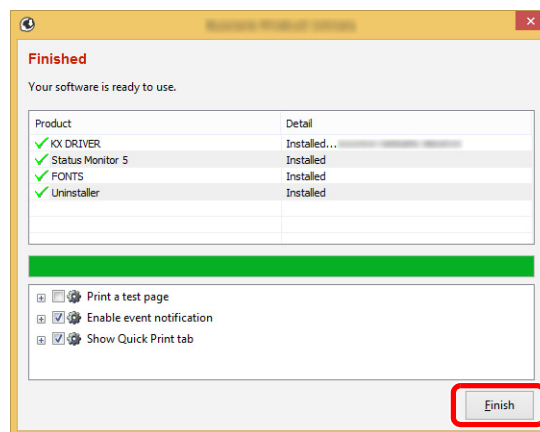 Finished
Your software is ready to use.
Product Detail
KX DRIVER Installed...
Status Monitor 5 Installed
FONTS Installed
Uninstaller Installed
Print a test page
Enable event notification
Show Quick Print tab
Finish